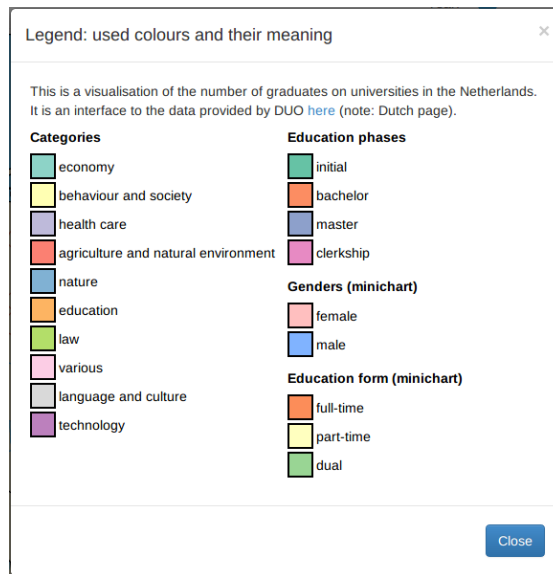 Legend: used colours and their meaning
×
This is a visualisation of the number of graduates on universities in the Netherlands.
It is an interface to the data provided by DUO here (note: Dutch page).
Categories
economy
behaviour and society
health care
agriculture and natural environment
nature
education
law
various
language and culture
technology
Education phases
initial
bachelor
master
clerkship
Genders (minichart)
female
male
Education form (minichart)
full-time
part-time
dual
Close